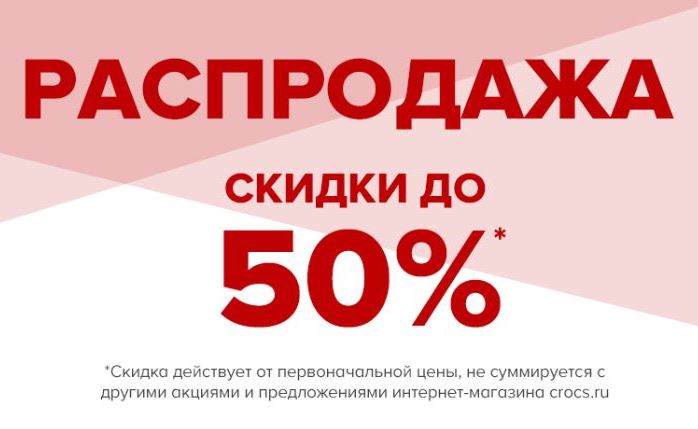 РАСПРОДАЖА
СКИДКИ ДО
50%*
*Скидка действует от первоначальной цены, не суммируется с
другими акциями и предложениями интернет-магазина crocs.ru